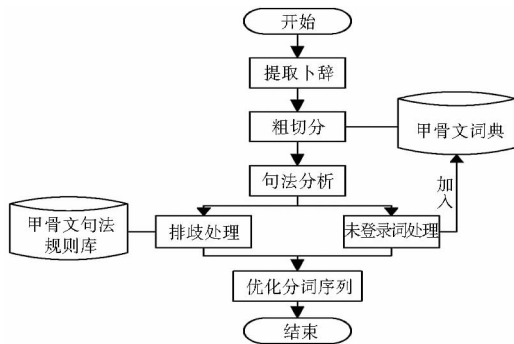 开始
提取卜辞
粗切分
甲骨文词典
句法分析
加入
甲骨文句法
规则库
排歧处理
未登录词处理
优化分词序列
结束